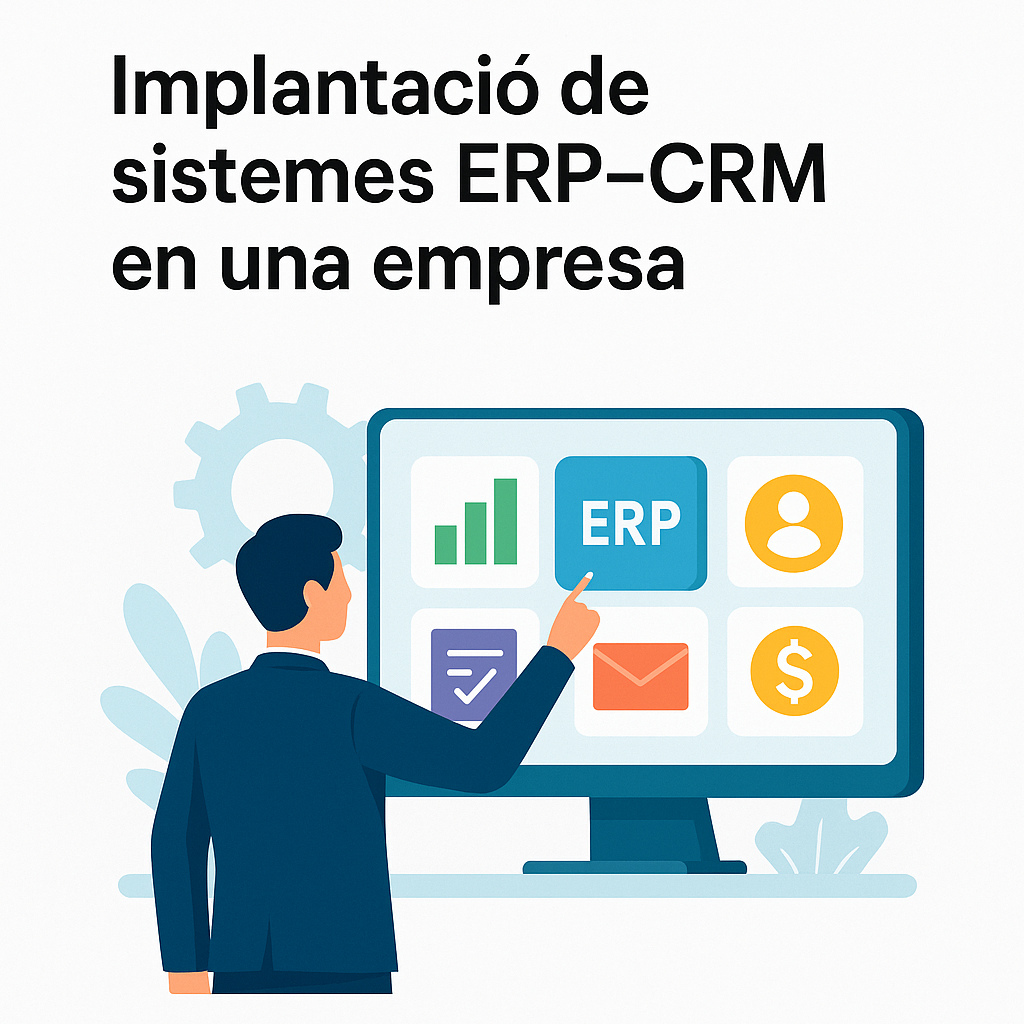 Implantació de
sistemes ERP–CRM
en una empresa
ERP
$